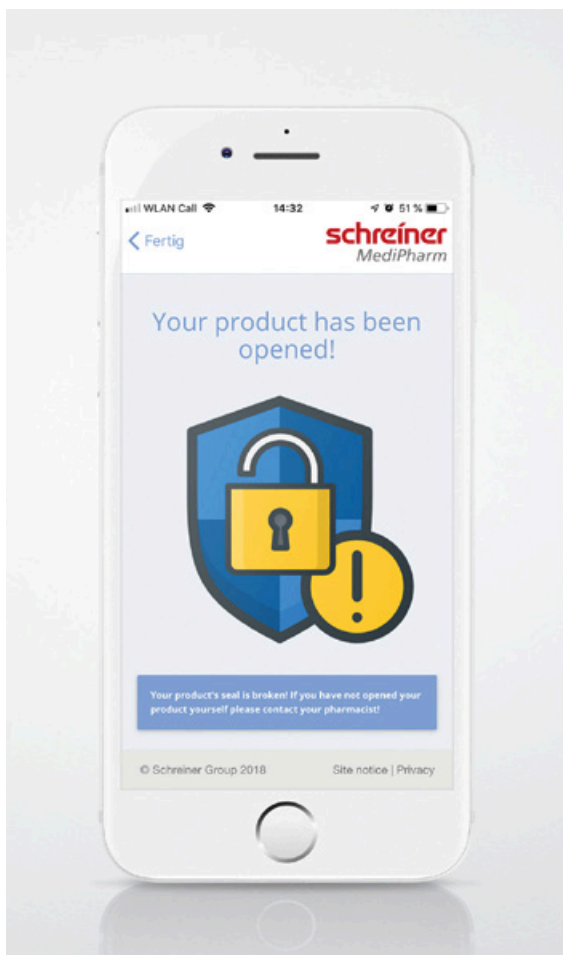 WLAN Call 14:32 51 %
Fertig
schreiner
MediPharm
Your product has been
opened!
Your product's seal is broken! If you have not opened your
product yourself please contact your pharmacist!
© Schreiner Group 2018 Site notice | Privacy